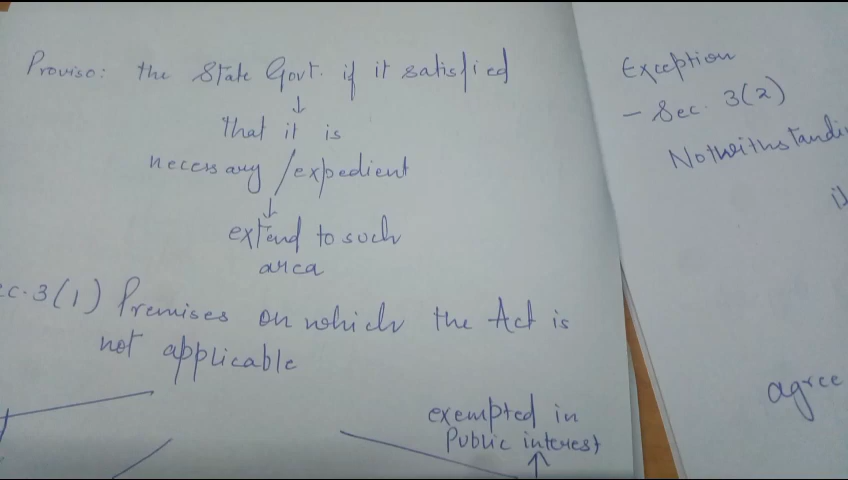 Proviso: the State Govt. if it satisfied
↓
that it is
necessary / expedient
↓
extend to such
area
ec. 3(1) Premises on which the Act is
not applicable
exempted in
Public interest
↑
Exception
- Sec. 3(2)
Notwithstandi
agree